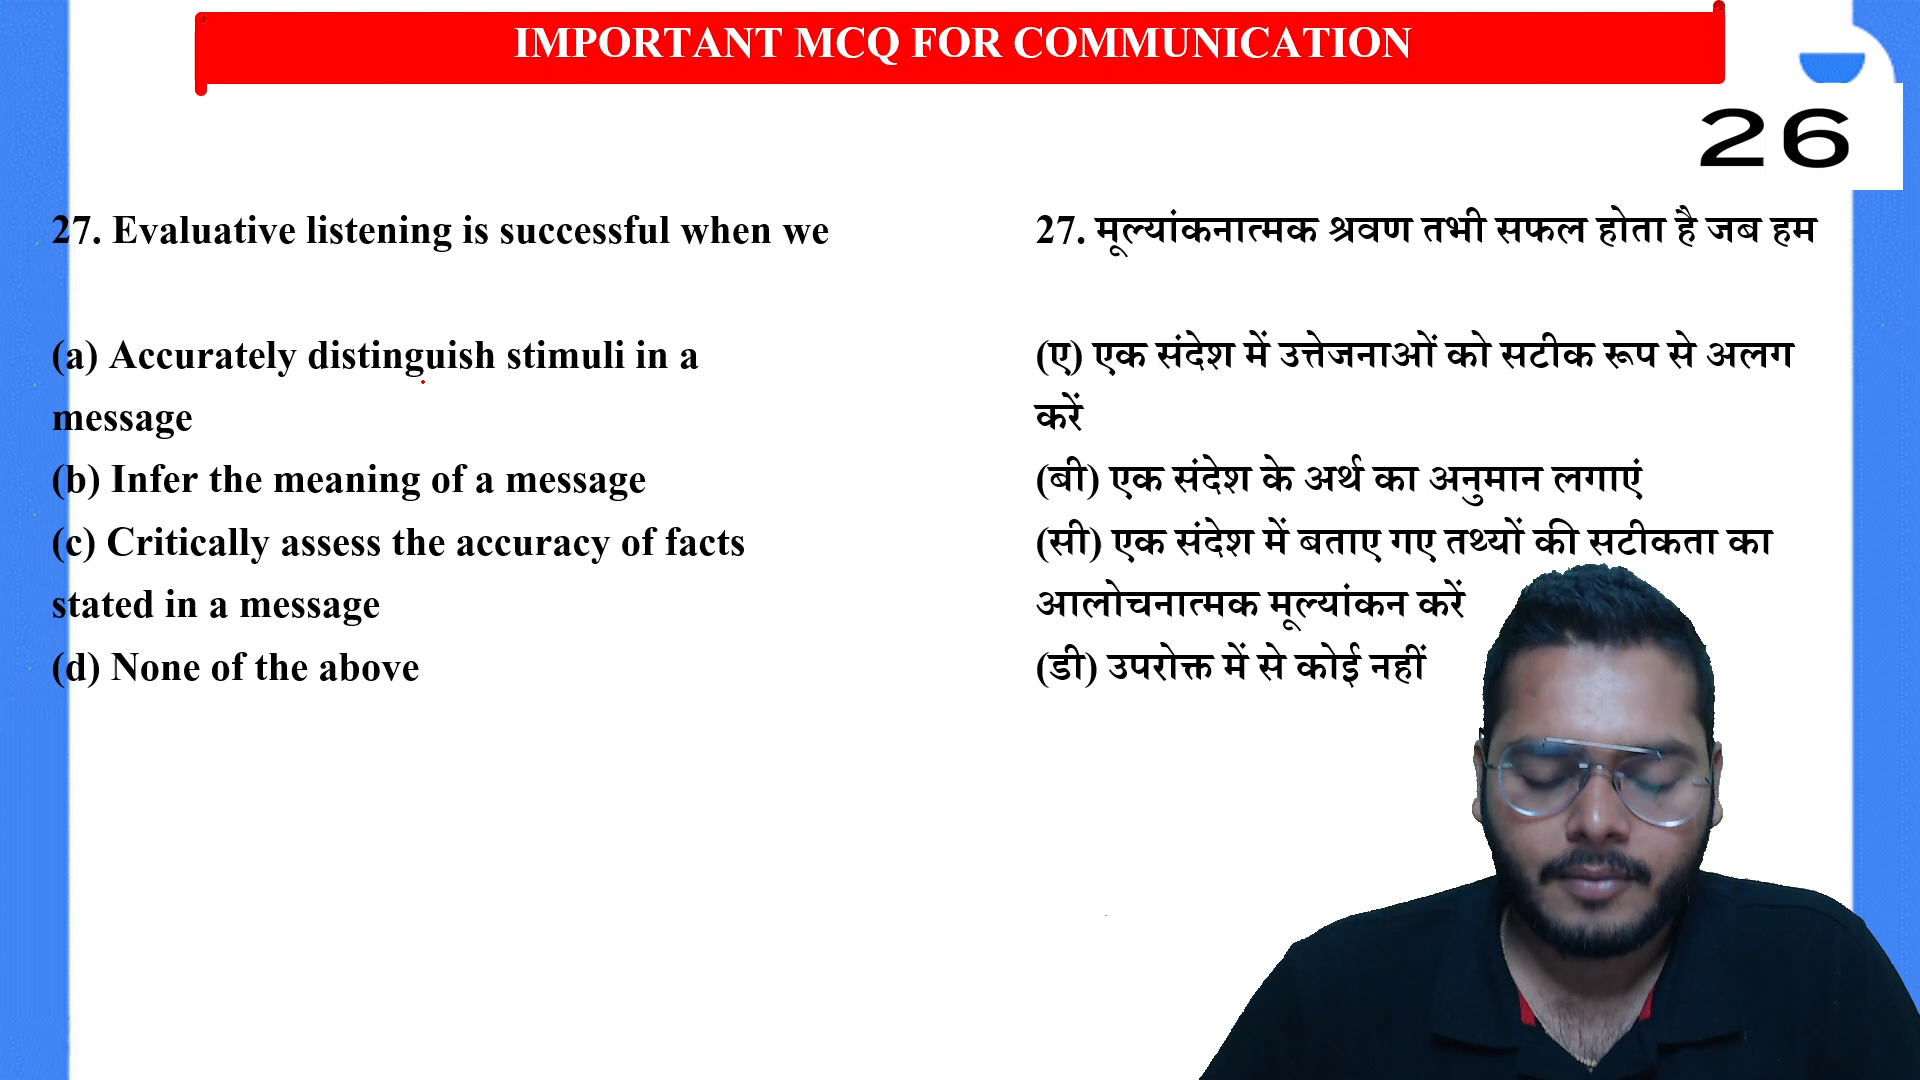 IMPORTANT MCQ FOR COMMUNICATION
26
27. Evaluative listening is successful when we
(a) Accurately distinguish stimuli in a
message
(b) Infer the meaning of a message
(c) Critically assess the accuracy of facts
stated in a message
(d) None of the above
27. मूल्यांकनात्मक श्रवण तभी सफल होता है जब हम
(ए) एक संदेश में उत्तेजनाओं को सटीक रूप से अलग
करें
(बी) एक संदेश के अर्थ का अनुमान लगाएं
(सी) एक संदेश में बताए गए तथ्यों की सटीकता का
आलोचनात्मक मूल्यांकन करें
(डी) उपरोक्त में से कोई नहीं